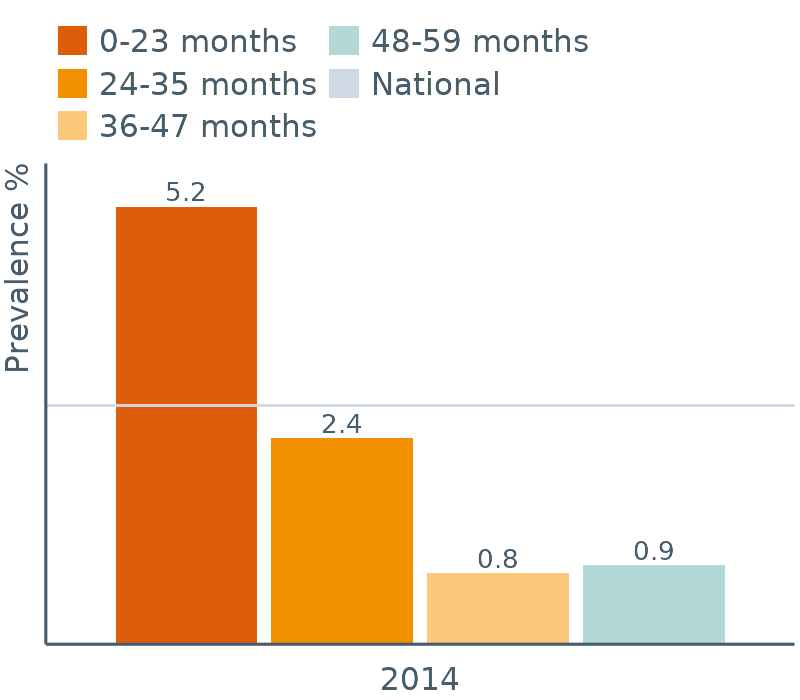 0-23 months
24-35 months
36-47 months
48-59 months
National
Prevalence %
5.2
2.4
0.8
0.9
2014